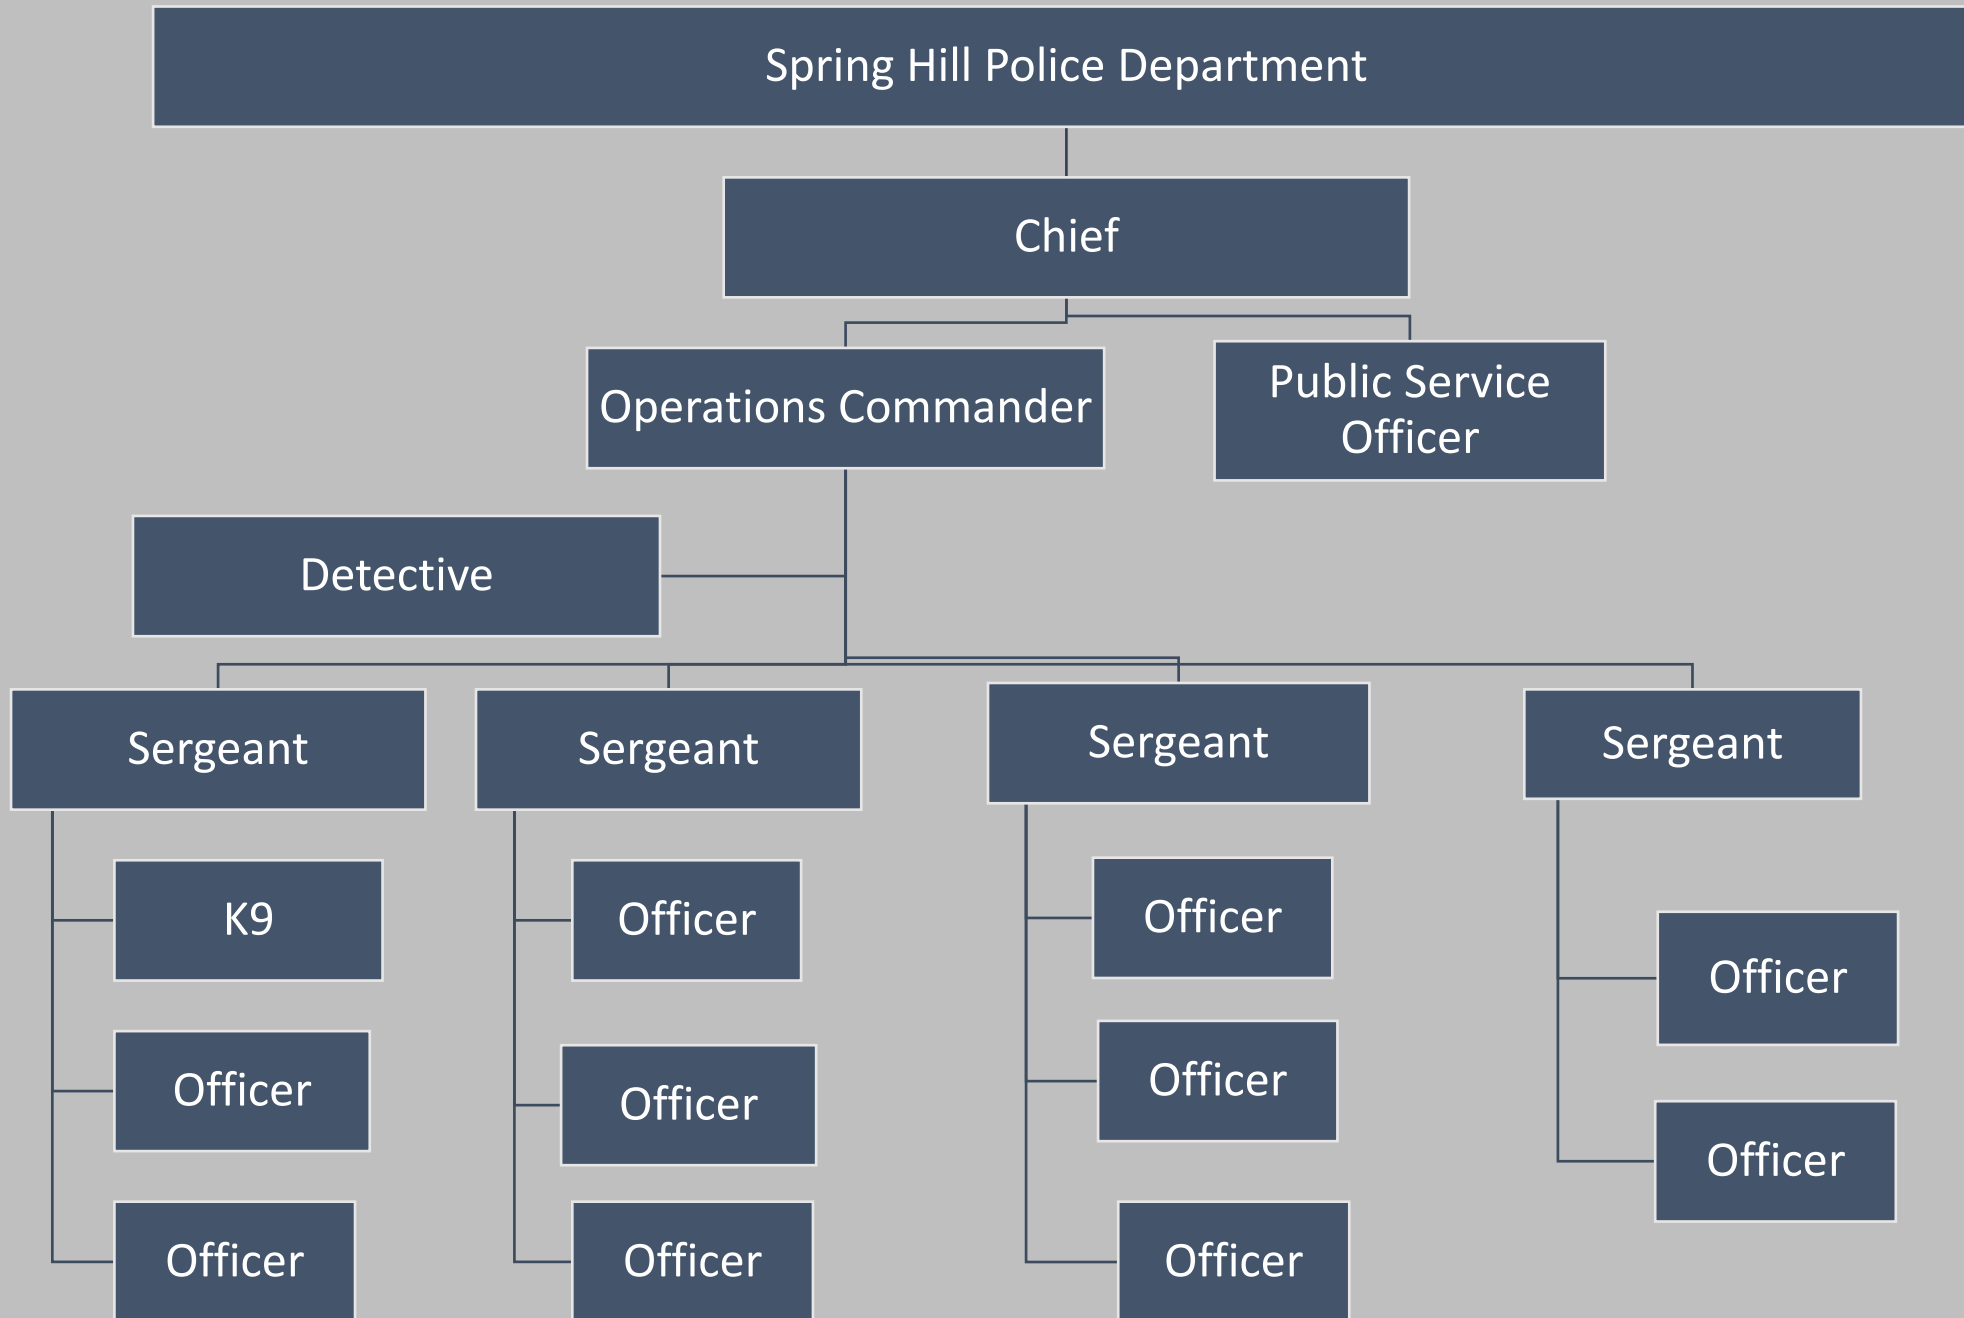 Spring Hill Police Department
Chief
Operations Commander
Public Service
Officer
Detective
Sergeant
Sergeant
Sergeant
Sergeant
K9
Officer
Officer
Officer
Officer
Officer
Officer
Officer
Officer
Officer
Officer
Officer